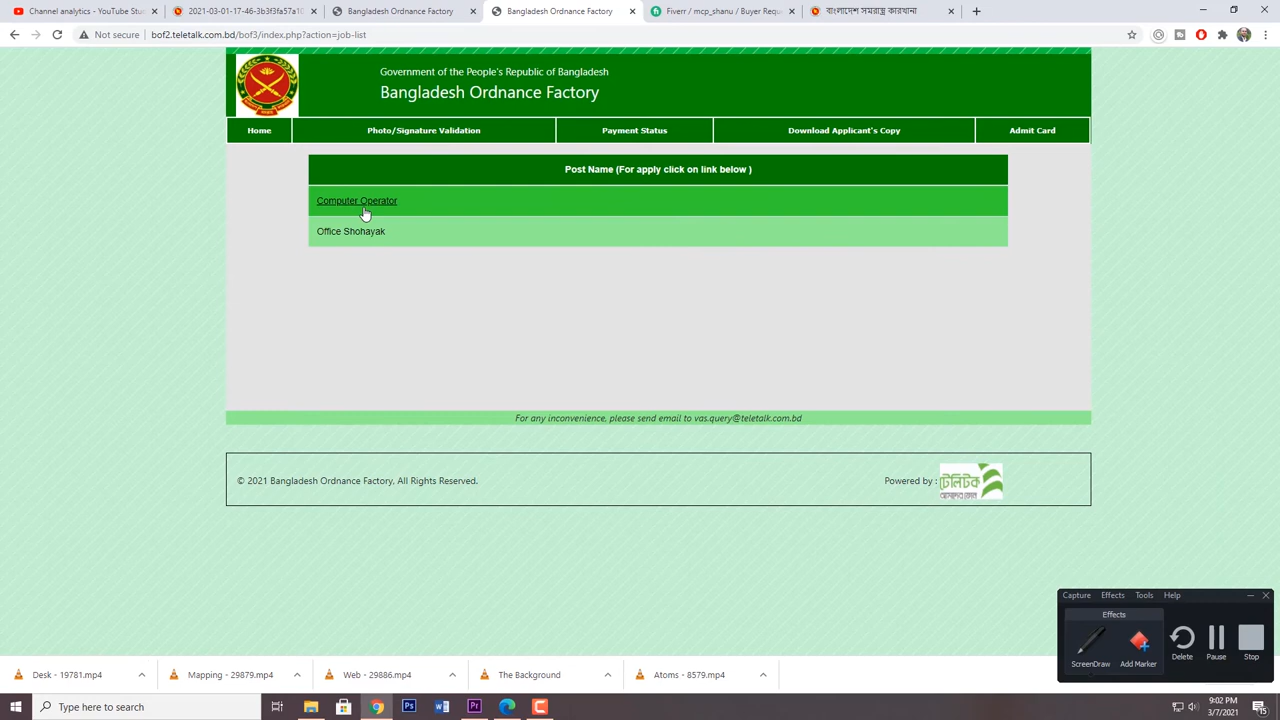 Channel analytics - YouTube Stud
2021-03-01-17-46-3b3f3fa57a10
Bangladesh Ordnance Factory
Bangladesh Ordnance Factory
Fiverr / mcp_shanu / Buyer Requ
বাংলাদেশ সমরাস্ত্র কারখানা
Not secure
bof2.teletalk.com.bd/bof3/index.php?action=job-list
Government of the People's Republic of Bangladesh
Bangladesh Ordnance Factory
Home
Photo/Signature Validation
Payment Status
Download Applicant's Copy
Admit Card
Post Name (For apply click on link below )
Computer Operator
Office Shohayak
For any inconvenience, please send email to vas.query@teletalk.com.bd
© 2021 Bangladesh Ordnance Factory, All Rights Reserved.
Powered by :
টেলিটক
আমাদের ফোন
Capture
Effects
Tools
Help
Effects
ScreenDraw
Add Marker
Delete
Pause
Stop
Desk - 19781.mp4
Mapping - 29879.mp4
Web - 29886.mp4
The Background
Atoms - 8579.mp4
Type here to search
9:02 PM
3/7/2021
15